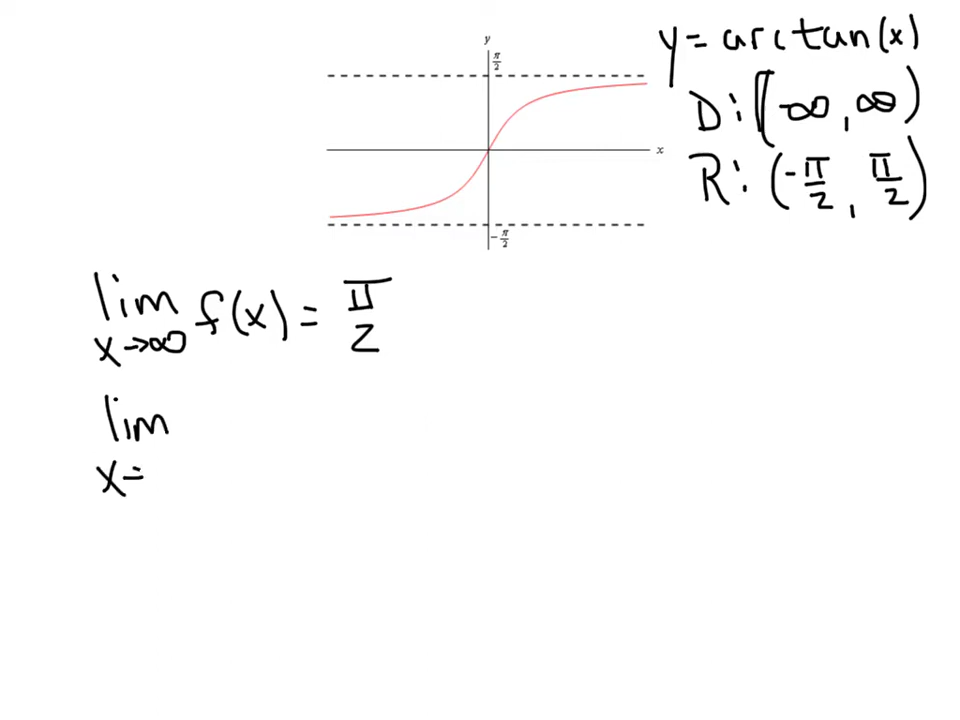 y
π/2
x
-π/2
y = arctan(x)
D: (-∞, ∞)
R: (-π/2, π/2)
lim x→∞ f(x) = π/2
lim
x=